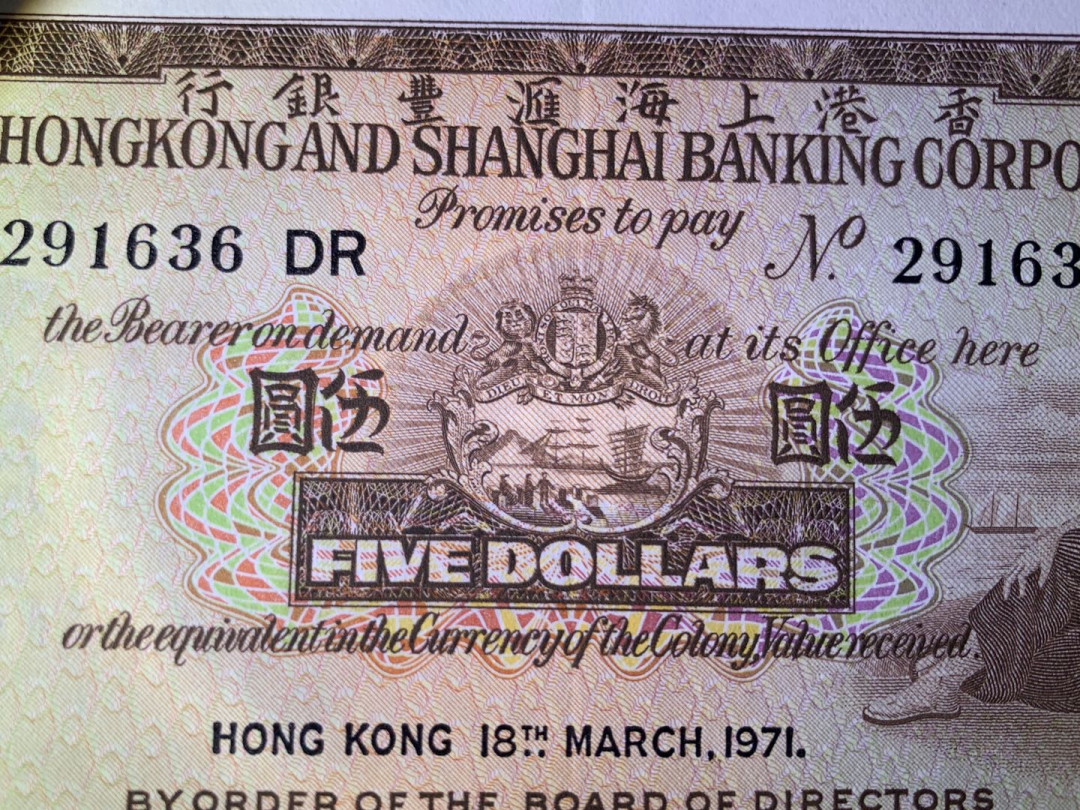 香港上海滙豐銀行
HONGKONG AND SHANGHAI BANKING CORPO
Promises to pay
291636 DR Nº 29163
the Bearer on demand at its Office here
伍圓 伍圓
DIEU ET MON DROIT
FIVE DOLLARS
or the equivalent in the Currency of the Colony, Value received.
HONG KONG 18TH MARCH, 1971.
BY ORDER OF THE BOARD OF DIRECTORS